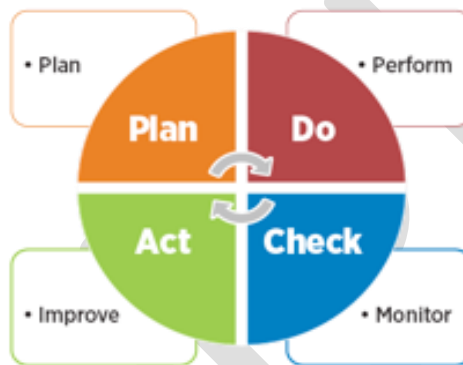 • Plan
• Perform
Plan
Do
Act
Check
• Improve
• Monitor